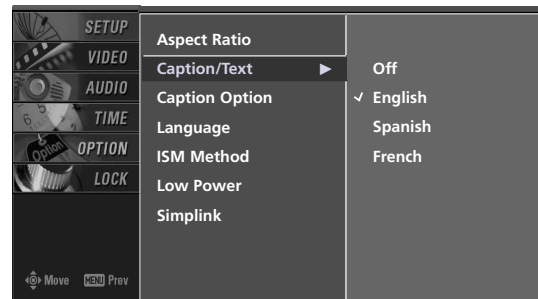 SETUP
VIDEO
AUDIO
TIME
OPTION
LOCK
Move MENU Prev
Aspect Ratio
Caption/Text ▶
Caption Option
Language
ISM Method
Low Power
Simplink
Off
✓ English
Spanish
French